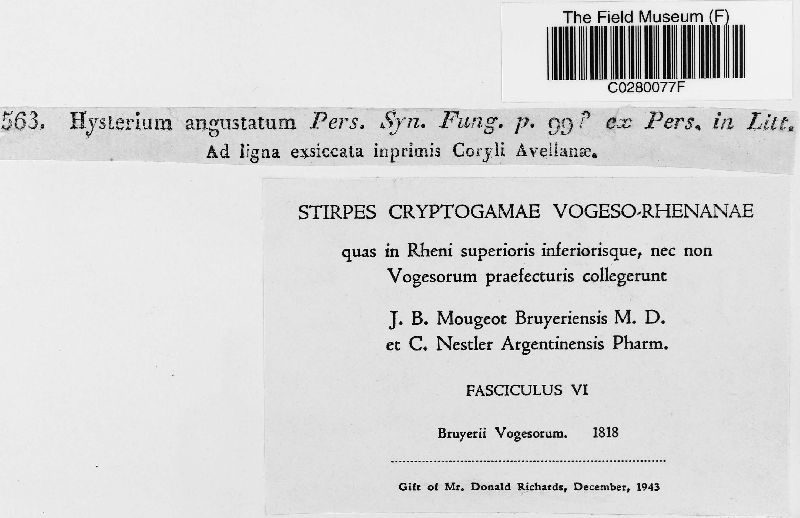 The Field Museum (F)
C0280077F
563. Hysterium angustatum Pers. Syn. Fung. p. 99? ex Pers. in Litt.
Ad ligna exsiccata inprimis Coryli Avellanæ.
STIRPES CRYPTOGAMAE VOGESO-RHENANAE
quas in Rheni superioris inferiorisque, nec non
Vogesorum praefecturis collegerunt
J. B. Mougeot Bruyeriensis M. D.
et C. Nestler Argentinensis Pharm.
FASCICULUS VI
Bruyerii Vogesorum. 1818
Gift of Mr. Donald Richards, December, 1943